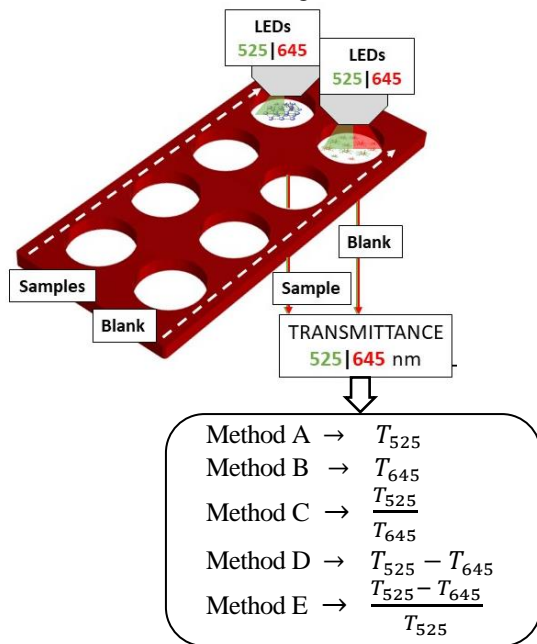 LEDs
525|645
LEDs
525|645
Samples
Blank
Sample
Blank
TRANSMITTANCE
525|645 nm
Method A → T₅₂₅
Method B → T₆₄₅
Method C → T₅₂₅/T₆₄₅
Method D → T₅₂₅ − T₆₄₅
Method E → (T₅₂₅ − T₆₄₅)/T₅₂₅